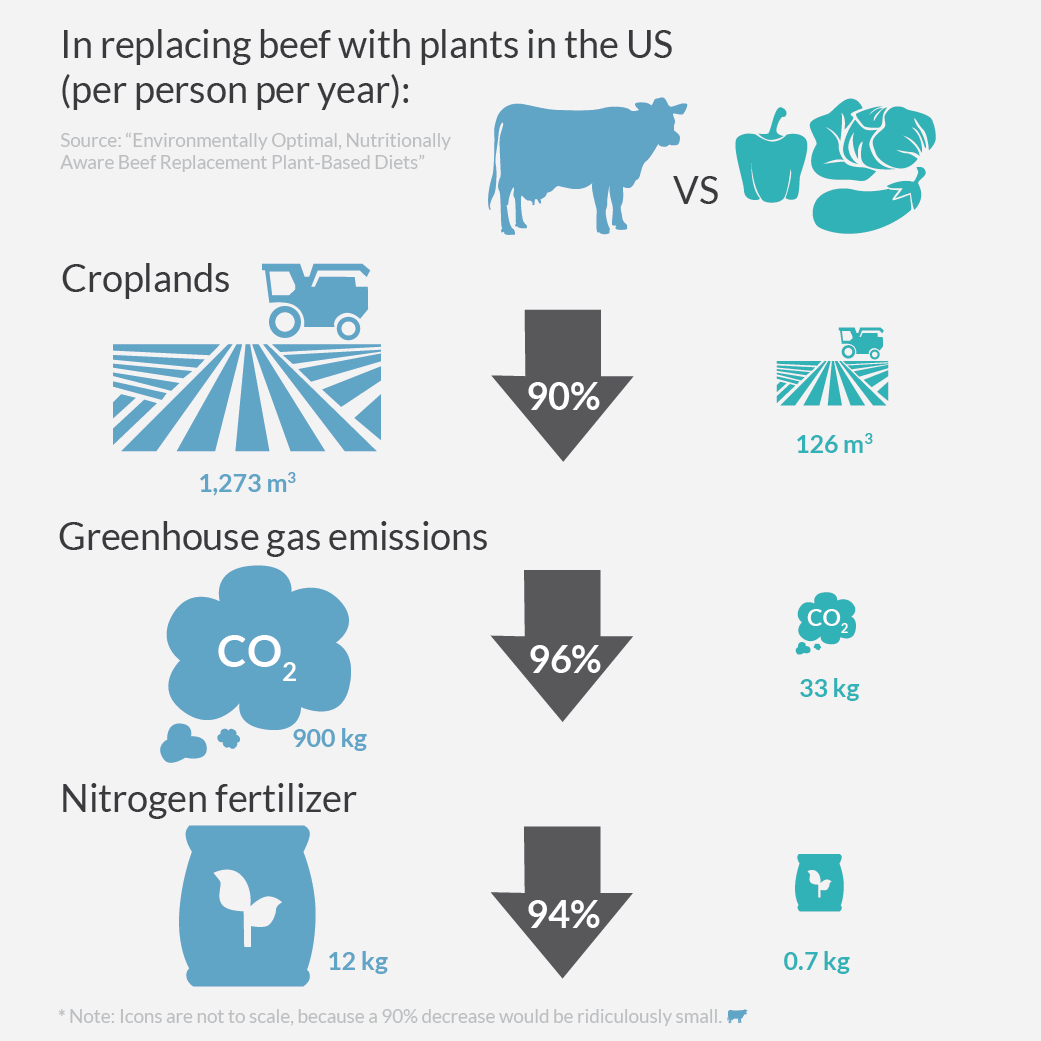 In replacing beef with plants in the US
(per person per year):
Source: “Environmentally Optimal, Nutritionally
Aware Beef Replacement Plant-Based Diets”
VS
Croplands
90%
1,273 m³
126 m³
Greenhouse gas emissions
CO₂
900 kg
96%
CO₂
33 kg
Nitrogen fertilizer
12 kg
94%
0.7 kg
* Note: Icons are not to scale, because a 90% decrease would be ridiculously small.